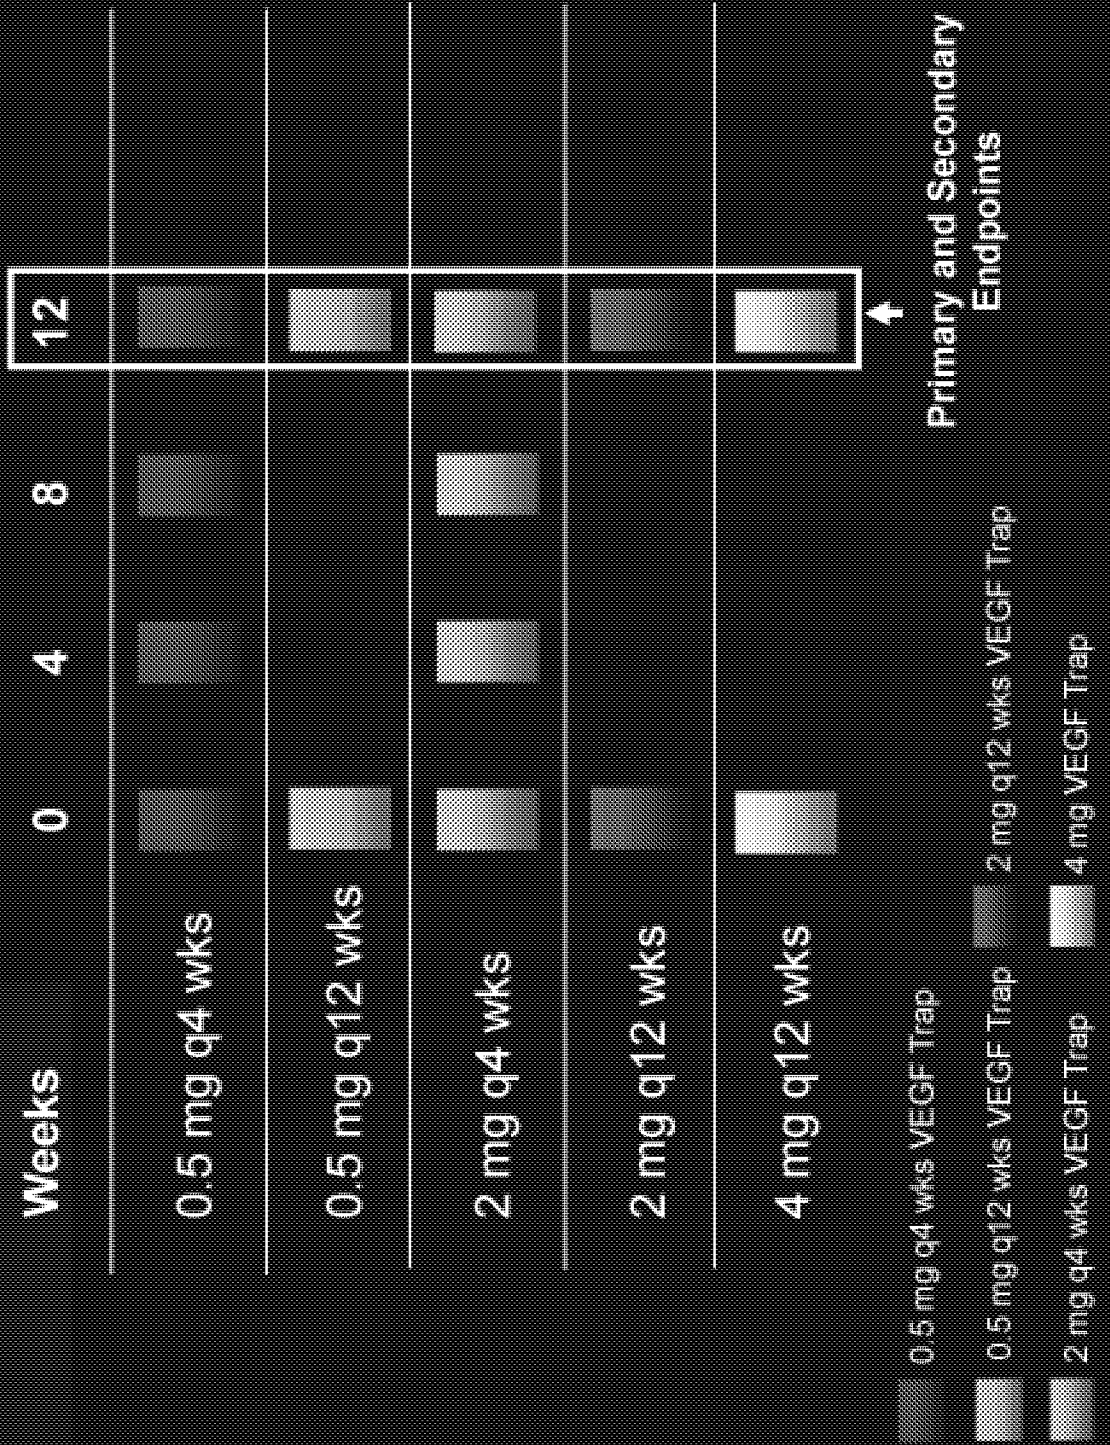 Weeks 0 4 8 12
0.5 mg q4 wks
0.5 mg q12 wks
2 mg q4 wks
2 mg q12 wks
4 mg q12 wks
Primary and Secondary
Endpoints
0.5 mg q4 wks VEGF Trap
0.5 mg q12 wks VEGF Trap
2 mg q12 wks VEGF Trap
2 mg q4 wks VEGF Trap
4 mg VEGF Trap